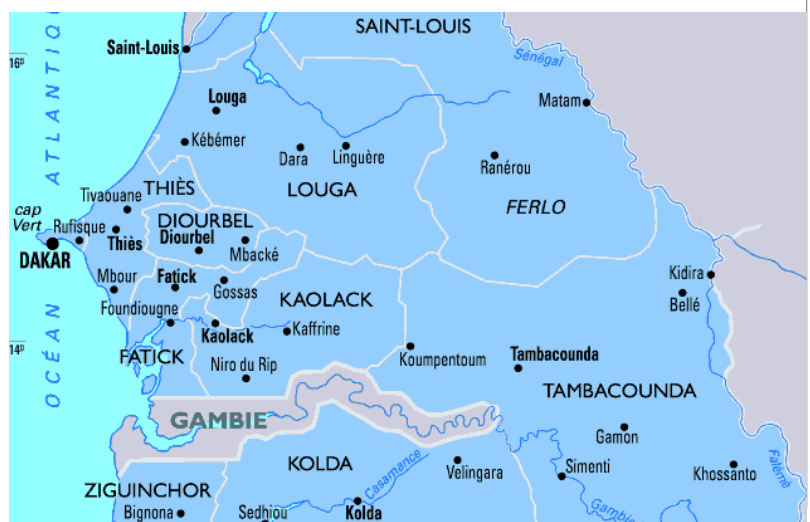 SAINT-LOUIS
Saint-Louis
16º
Sénégal
Louga
Matam
Kébémer
Dara
Linguère
Ranérou
OCÉAN ATLANTIQUE
THIÈS
LOUGA
Tivaouane
FERLO
cap
Vert
DIOURBEL
Rufisque
Thiès
Diourbel
Mbacké
DAKAR
Mbour
Fatick
Gossas
Kidira
Bellé
KAOLACK
Foundiougne
Kaolack
Kaffrine
14º
FATICK
Koumpentoum
Tambacounda
Niro du Rip
TAMBACOUNDA
GAMBIE
Gamon
KOLDA
Velingara
Simenti
Khossanto
Falémé
ZIGUINCHOR
Casamance
Bignona
Sedhiou
Kolda
Gambie